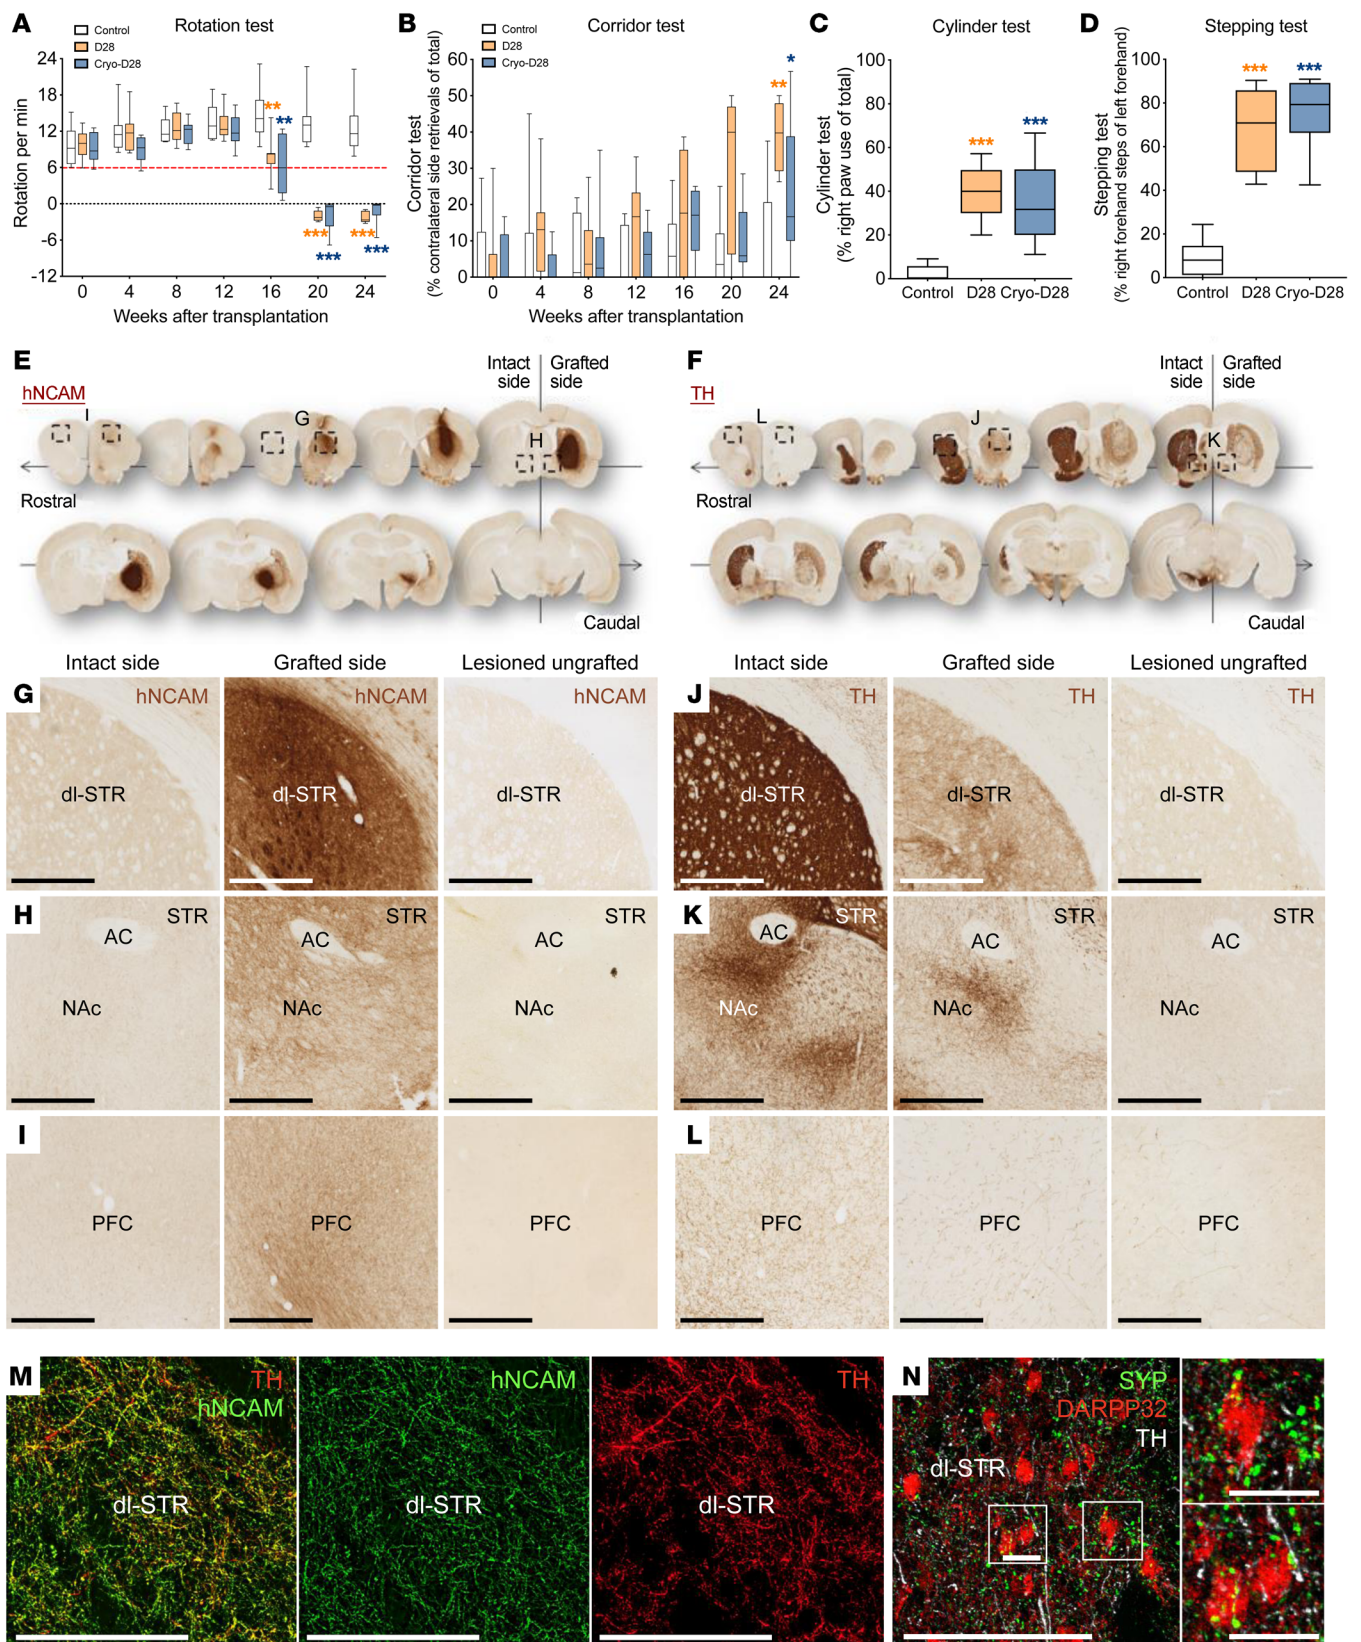 A
Rotation test
Control
D28
Cryo-D28
Rotation per min
24
18
12
6
0
-6
-12
** 
**
***
***
***
***
0 4 8 12 16 20 24
Weeks after transplantation
B
Corridor test
Control
D28
Cryo-D28
Corridor test
(% contralateral side retrievals of total)
60
50
40
30
20
10
0
**
*
0 4 8 12 16 20 24
Weeks after transplantation
C
Cylinder test
Cylinder test
(% right paw use of total)
100
80
60
40
20
0
***
***
Control D28 Cryo-D28
D
Stepping test
Stepping test
(% right forehand steps of left forehand)
100
80
60
40
20
0
***
***
Control D28 Cryo-D28
E
hNCAM
Intact side
Grafted side
I
G
H
Rostral
Caudal
F
TH
Intact side
Grafted side
L
J
K
Rostral
Caudal
Intact side Grafted side Lesioned ungrafted
G
hNCAM hNCAM hNCAM
dl-STR dl-STR dl-STR
H
STR STR STR
AC AC AC
NAc NAc NAc
I
PFC PFC PFC
Intact side Grafted side Lesioned ungrafted
J
TH TH TH
dl-STR dl-STR dl-STR
K
STR STR STR
AC AC AC
NAc NAc NAc
L
PFC PFC PFC
M
TH
hNCAM
dl-STR
hNCAM
dl-STR
TH
dl-STR
N
SYP
DARPP32
TH
dl-STR